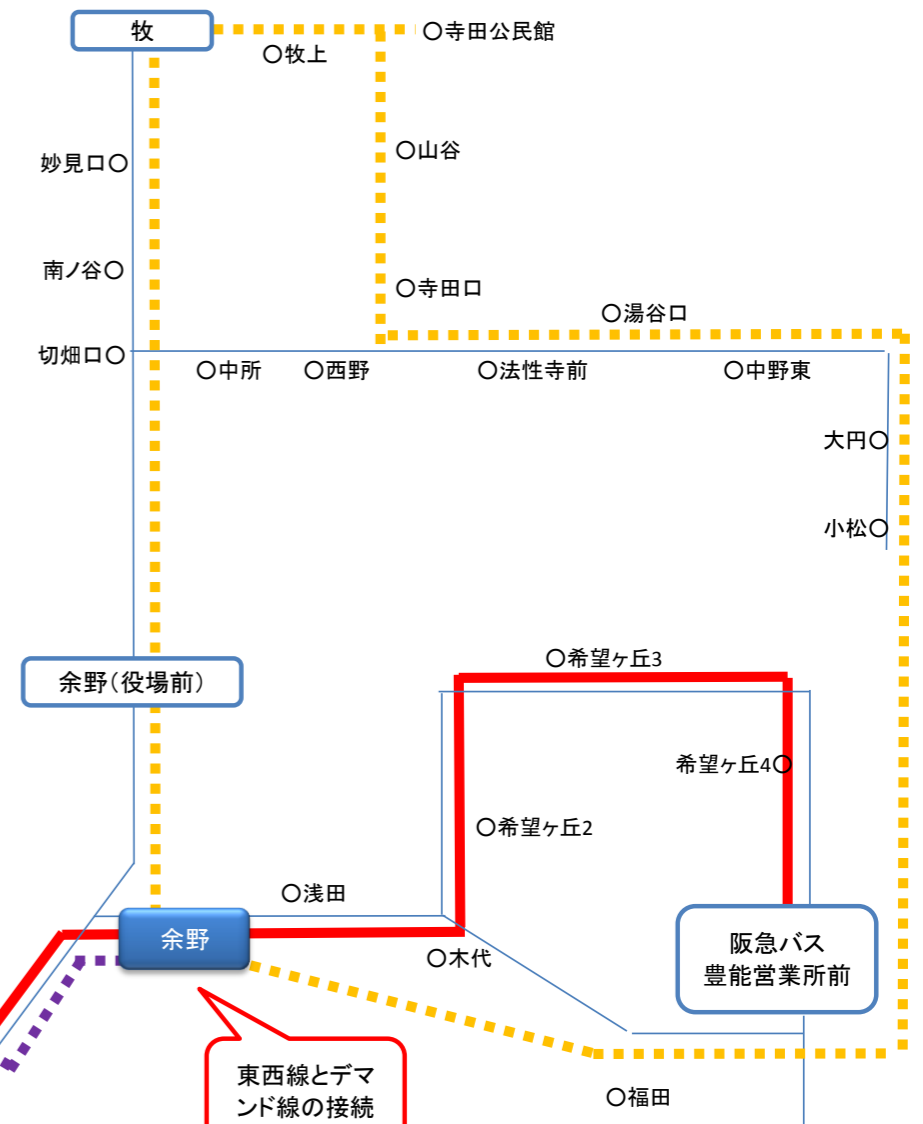 牧
○寺田公民館
○牧上
○山谷
妙見口○
南ノ谷○
○寺田口
○湯谷口
切畑口○
○中所
○西野
○法性寺前
○中野東
大円○
小松○
余野(役場前)
○希望ヶ丘3
希望ヶ丘4○
○希望ヶ丘2
○浅田
余野
○木代
阪急バス
豊能営業所前
東西線とデマ
ンド線の接続
○福田